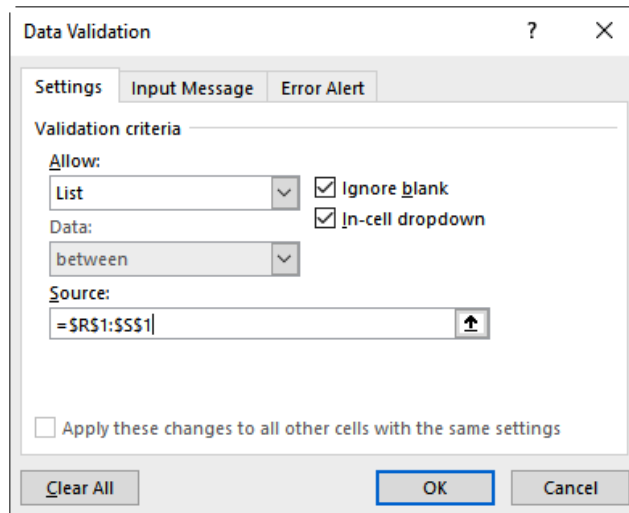 Data Validation ?
Settings Input Message Error Alert
Validation criteria
Allow:
List
Ignore blank
Data:
In-cell dropdown
between
Source:
=$R$1:$S$1
Apply these changes to all other cells with the same settings
Clear All OK Cancel